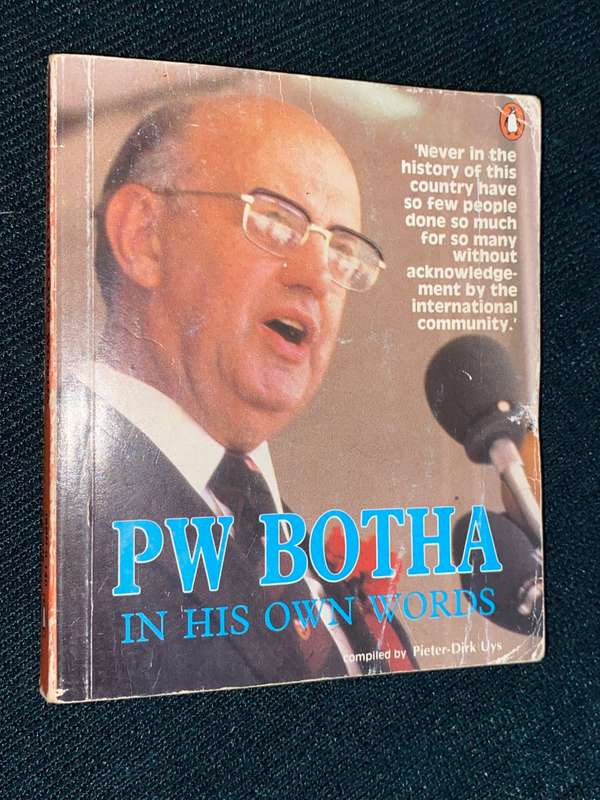 'Never in the
history of this
country have
so few people
done so much
for so many
without
acknowledge-
ment by the
international
community.'
PW BOTHA
IN HIS OWN WORDS
compiled by Pieter-Dirk Uys